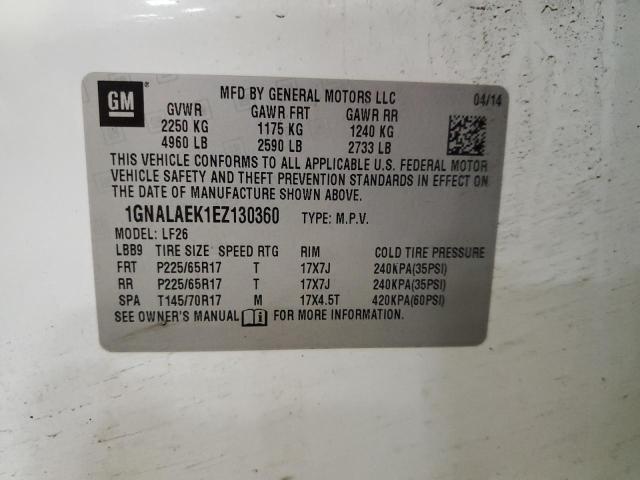 GM MFD BY GENERAL MOTORS LLC 04/14
GVWR GAWR FRT GAWR RR
2250 KG 1175 KG 1240 KG
4960 LB 2590 LB 2733 LB
THIS VEHICLE CONFORMS TO ALL APPLICABLE U.S. FEDERAL MOTOR
VEHICLE SAFETY AND THEFT PREVENTION STANDARDS IN EFFECT ON
THE DATE OF MANUFACTURE SHOWN ABOVE.
1GNALAEK1EZ130360 TYPE: M.P.V.
MODEL: LF26
LBB9 TIRE SIZE SPEED RTG RIM COLD TIRE PRESSURE
FRT P225/65R17 T 17X7J 240KPA(35PSI)
RR P225/65R17 T 17X7J 240KPA(35PSI)
SPA T145/70R17 M 17X4.5T 420KPA(60PSI)
SEE OWNER'S MANUAL FOR MORE INFORMATION.